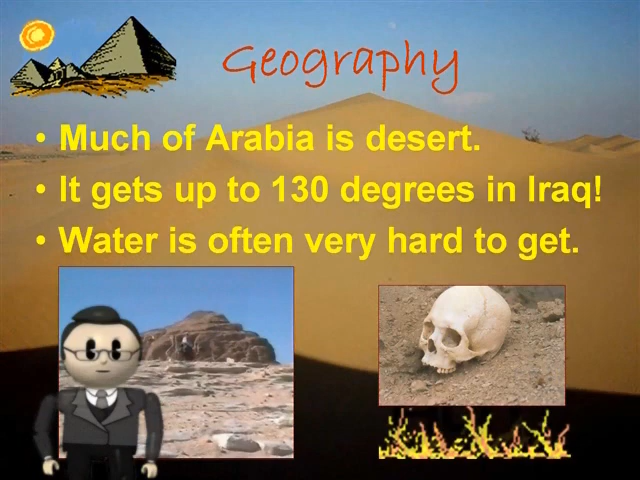 Geography
• Much of Arabia is desert.
• It gets up to 130 degrees in Iraq!
• Water is often very hard to get.